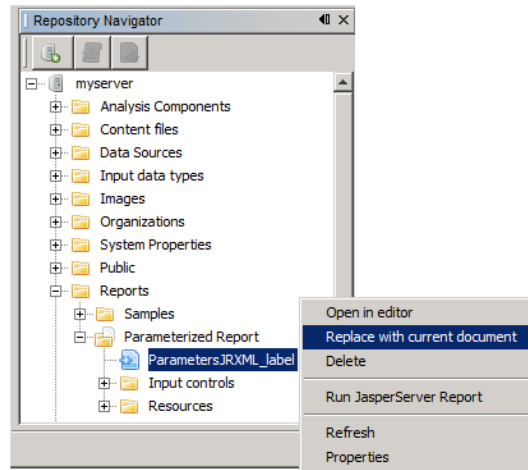 Repository Navigator
myserver
Analysis Components
Content files
Data Sources
Input data types
Images
Organizations
System Properties
Public
Reports
Samples
Parameterized Report
ParametersJRXML_label
Input controls
Resources
Open in editor
Replace with current document
Delete
Run JasperServer Report
Refresh
Properties